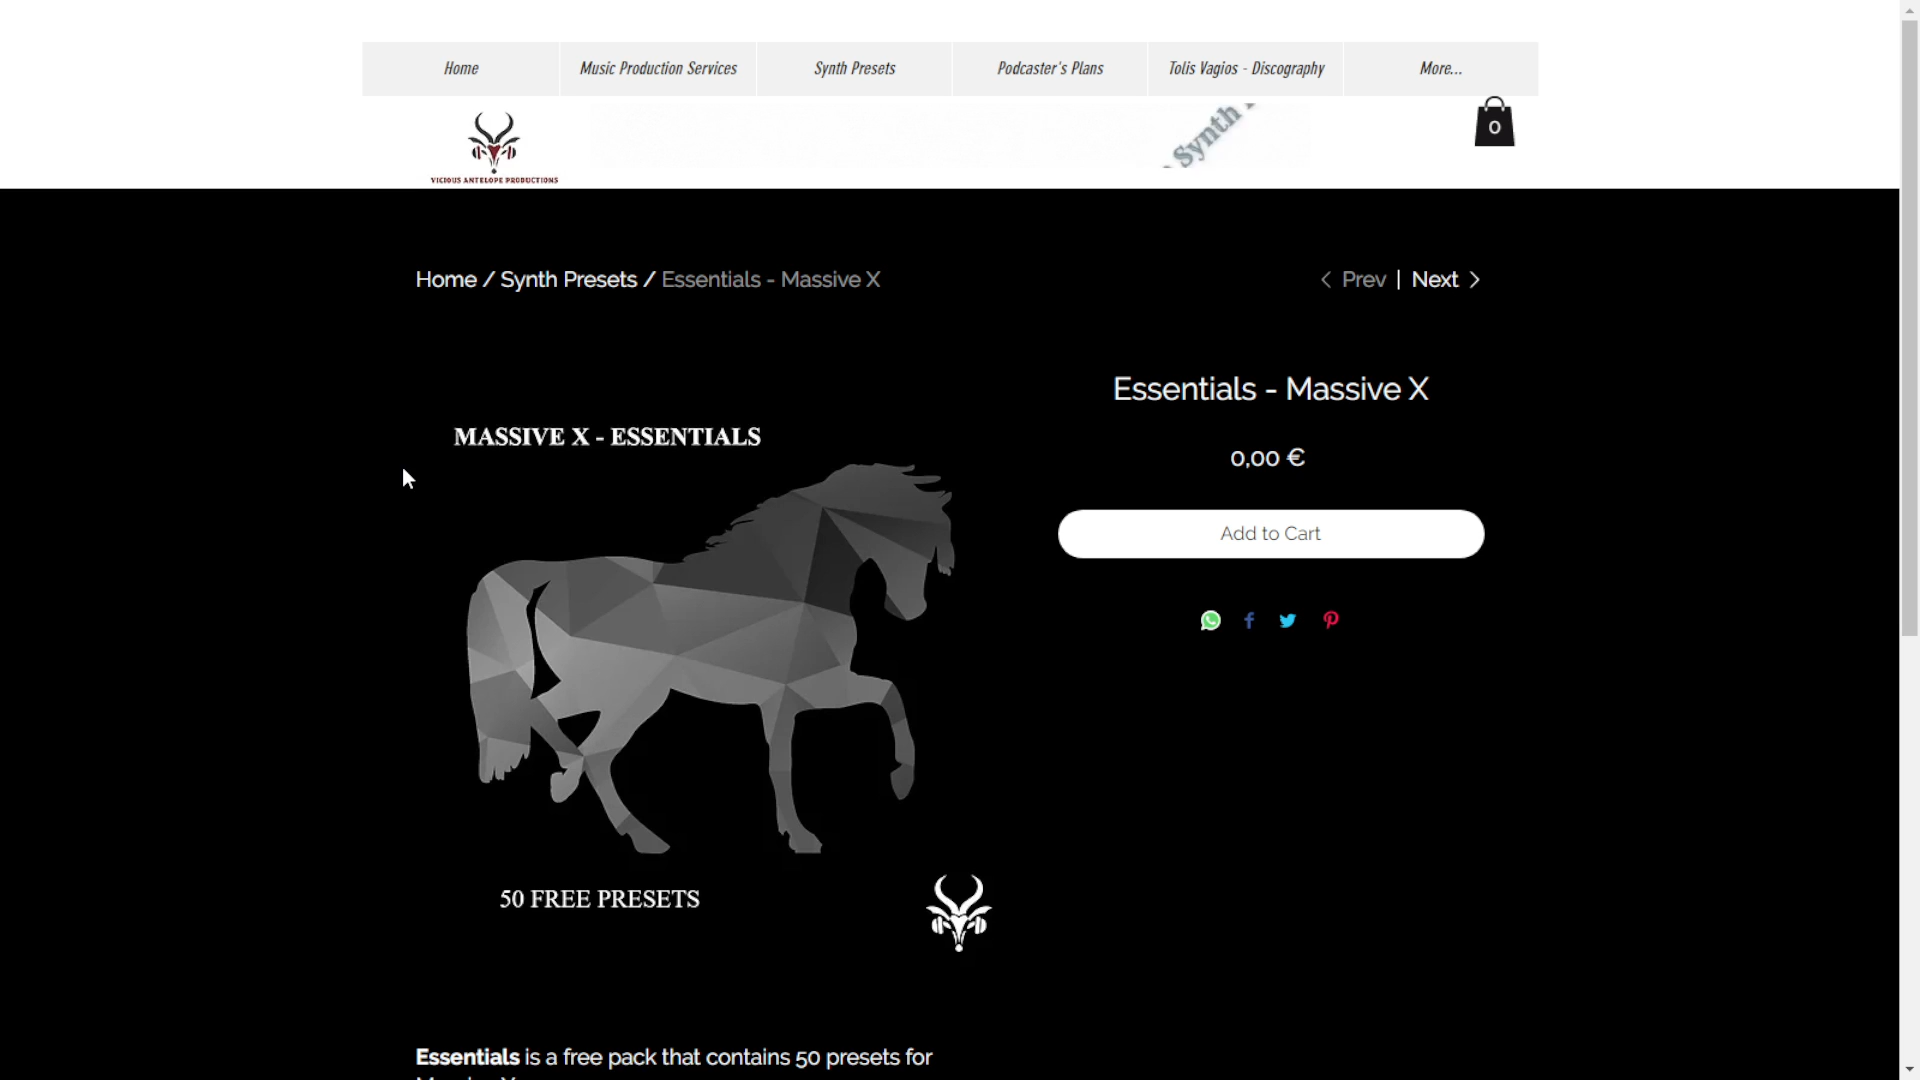 Home
Music Production Services
Synth Presets
Podcaster's Plans
Tolis Vagios - Discography
More...
VICIOUS ANTELOPE PRODUCTIONS
Synth
0
Home / Synth Presets / Essentials - Massive X
Prev | Next
Essentials - Massive X
0,00 €
Add to Cart
MASSIVE X - ESSENTIALS
50 FREE PRESETS
Essentials is a free pack that contains 50 presets for